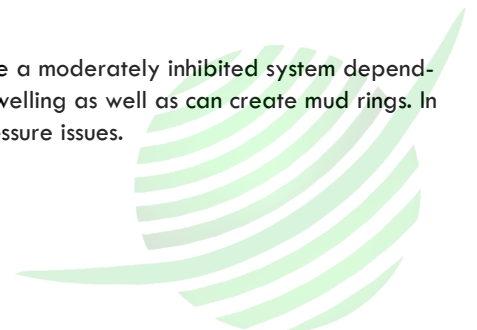 e a moderately inhibited system depend-
welling as well as can create mud rings. In
ssure issues.